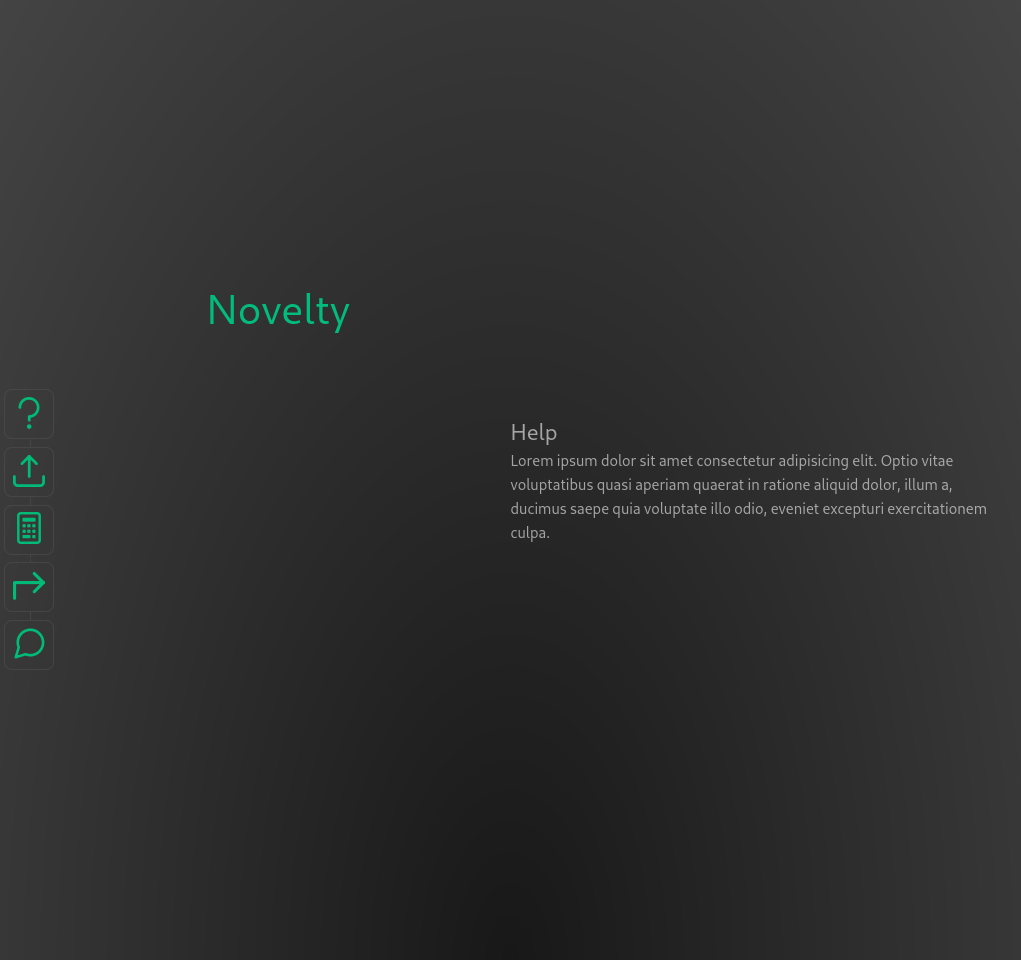 Novelty
Help
Lorem ipsum dolor sit amet consectetur adipisicing elit. Optio vitae
voluptatibus quasi aperiam quaerat in ratione aliquid dolor, illum a,
ducimus saepe quia voluptate illo odio, eveniet excepturi exercitationem
culpa.